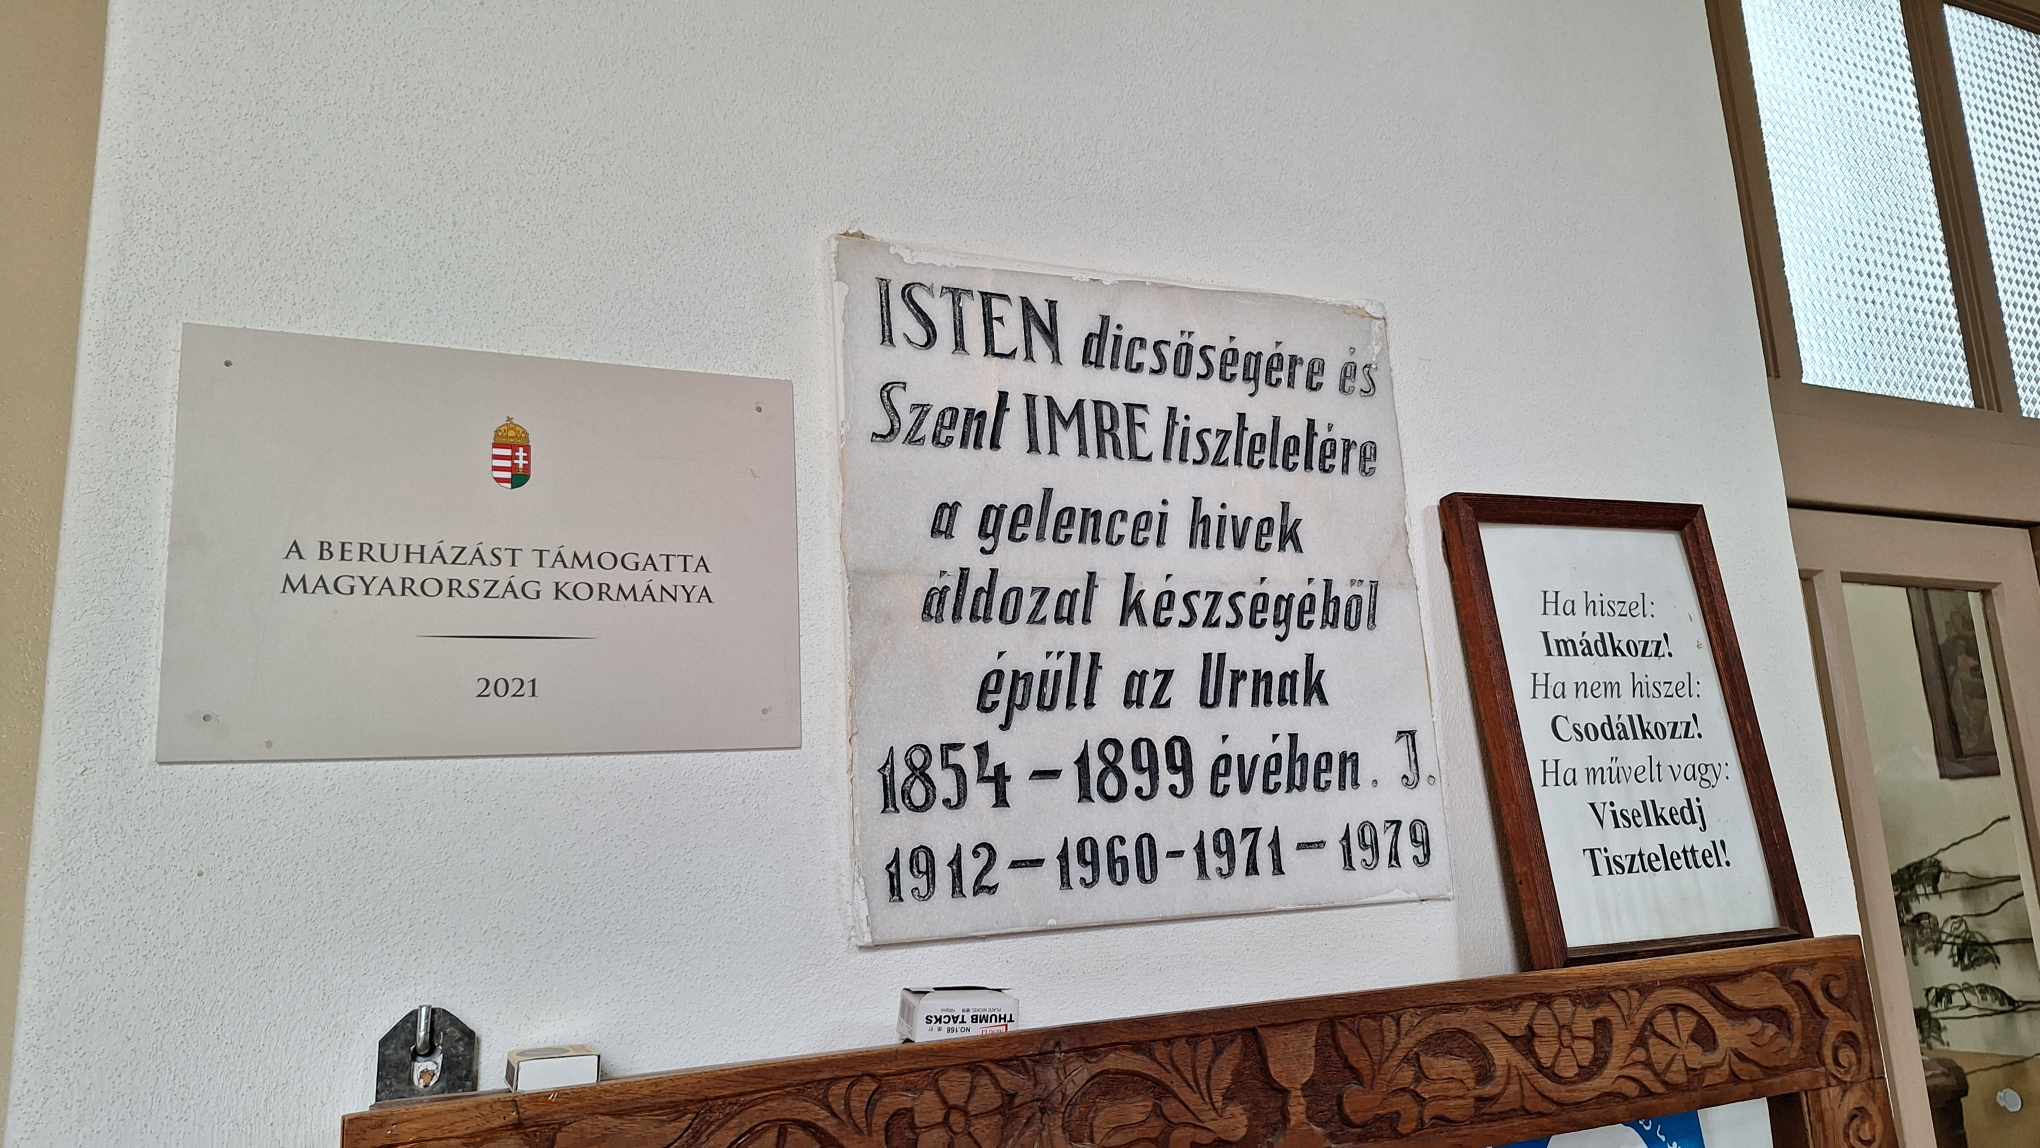 A BERUHÁZÁST TÁMOGATTA
MAGYARORSZÁG KORMÁNYA
2021
ISTEN dicsőségére és
Szent IMRE tiszteletére
a gelencei hivek
áldozat készségéből
épült az Urnak
1854 – 1899 évében. J.
1912 – 1960 - 1971 – 1979
Ha hiszel:
Imádkozz!
Ha nem hiszel:
Csodálkozz!
Ha művelt vagy:
Viselkedj
Tisztelettel!
THUMB TACKS
NO.168